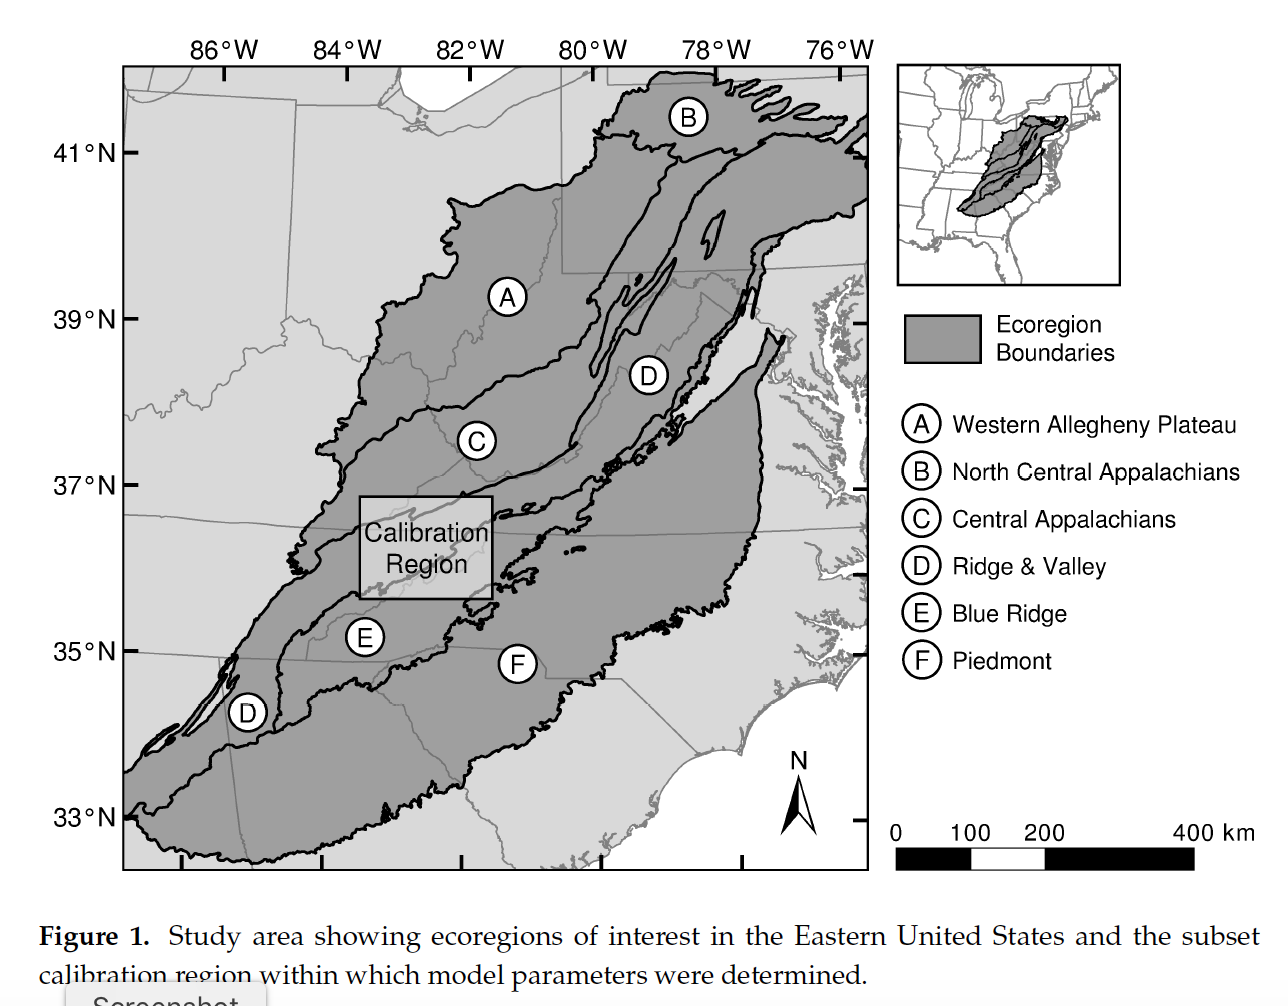 86°W 84°W 82°W 80°W 78°W 76°W
41°N
39°N
37°N
35°N
33°N
B
A
D
C
Calibration
Region
E
F
D
N
Ecoregion
Boundaries
A Western Allegheny Plateau
B North Central Appalachians
C Central Appalachians
D Ridge & Valley
E Blue Ridge
F Piedmont
0 100 200 400 km
Figure 1. Study area showing ecoregions of interest in the Eastern United States and the subset
calibration region within which model parameters were determined.
Screenshot